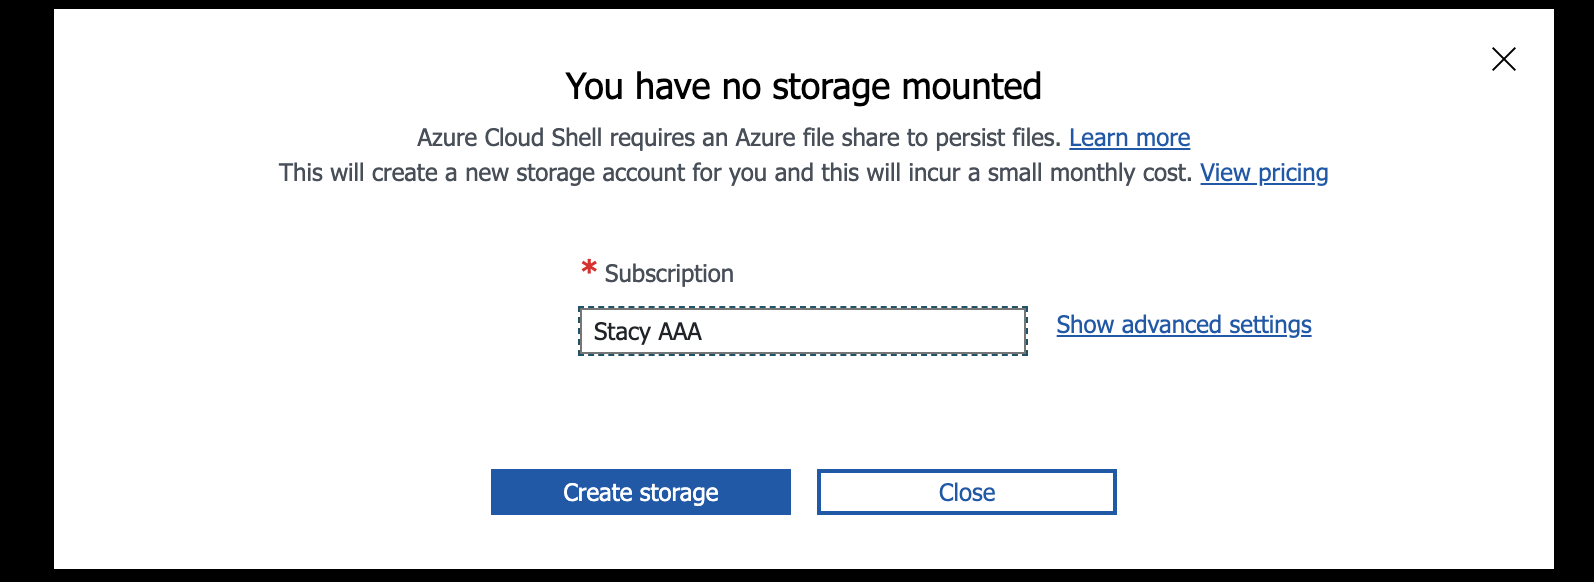 You have no storage mounted
Azure Cloud Shell requires an Azure file share to persist files. Learn more
This will create a new storage account for you and this will incur a small monthly cost. View pricing
* Subscription
Stacy AAA
Show advanced settings
Create storage
Close